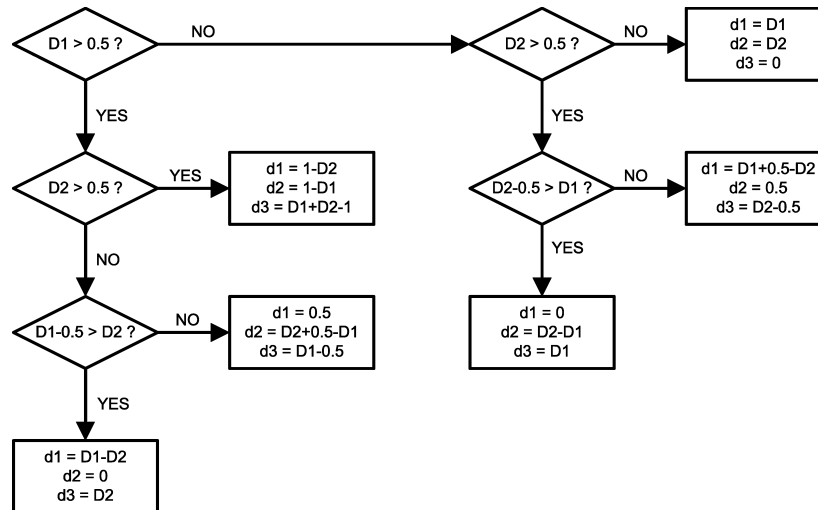 D1 > 0.5 ?
NO
D2 > 0.5 ?
NO
d1 = D1
d2 = D2
d3 = 0
YES
YES
D2 > 0.5 ?
YES
d1 = 1-D2
d2 = 1-D1
d3 = D1+D2-1
D2-0.5 > D1 ?
NO
d1 = D1+0.5-D2
d2 = 0.5
d3 = D2-0.5
NO
YES
D1-0.5 > D2 ?
NO
d1 = 0.5
d2 = D2+0.5-D1
d3 = D1-0.5
d1 = 0
d2 = D2-D1
d3 = D1
YES
d1 = D1-D2
d2 = 0
d3 = D2